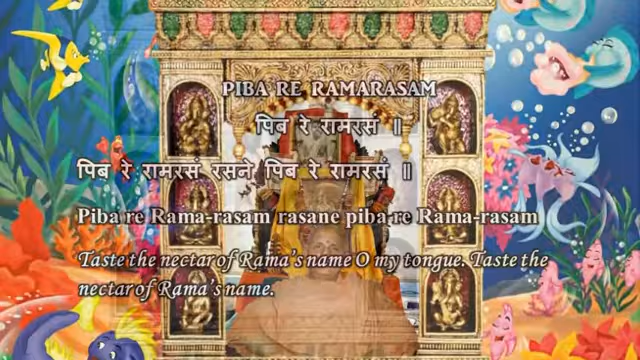 PIBA RE RAMARASAM
पिब रे रामरसं ॥
पिब रे रामरसं रसने पिब रे रामरसं ॥
Piba re Rama-rasam rasane piba re Rama-rasam
Taste the nectar of Rama's name O my tongue. Taste the
nectar of Rama's name.